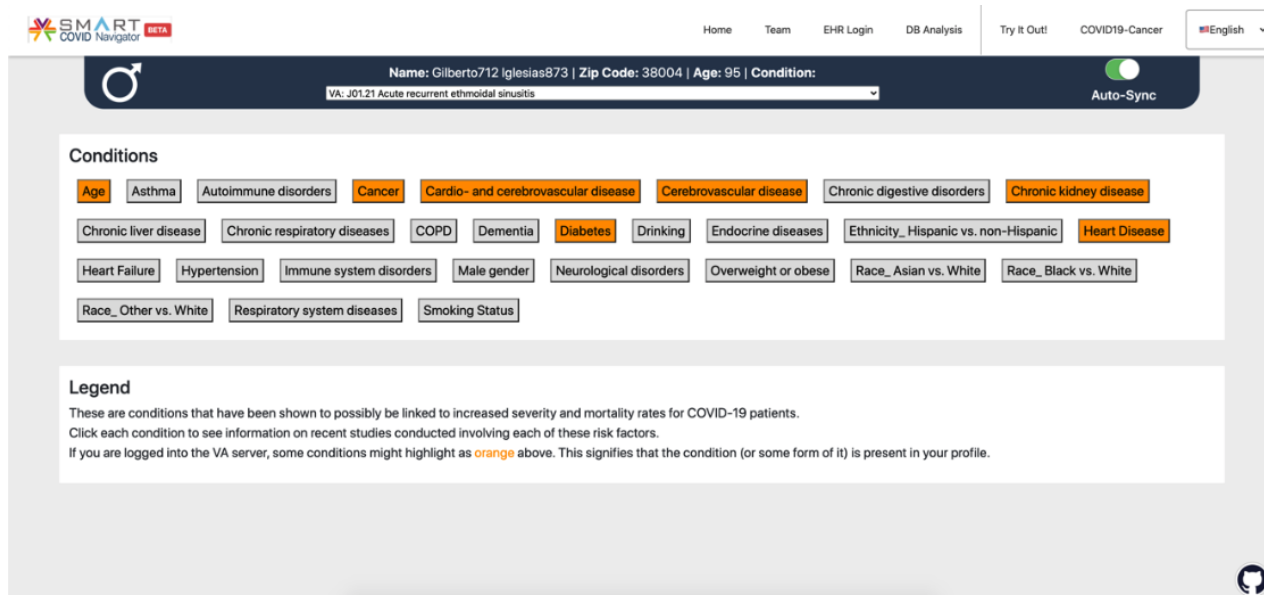 SMART
COVID Navigator BETA
Home Team EHR Login DB Analysis Try It Out! COVID19-Cancer English
Name: Gilberto712 Iglesias873 | Zip Code: 38004 | Age: 95 | Condition:
VA: J01.21 Acute recurrent ethmoidal sinusitis
Auto-Sync
Conditions
Age Asthma Autoimmune disorders Cancer Cardio- and cerebrovascular disease Cerebrovascular disease Chronic digestive disorders Chronic kidney disease
Chronic liver disease Chronic respiratory diseases COPD Dementia Diabetes Drinking Endocrine diseases Ethnicity_ Hispanic vs. non-Hispanic Heart Disease
Heart Failure Hypertension Immune system disorders Male gender Neurological disorders Overweight or obese Race_ Asian vs. White Race_ Black vs. White
Race_ Other vs. White Respiratory system diseases Smoking Status
Legend
These are conditions that have been shown to possibly be linked to increased severity and mortality rates for COVID-19 patients.
Click each condition to see information on recent studies conducted involving each of these risk factors.
If you are logged into the VA server, some conditions might highlight as orange above. This signifies that the condition (or some form of it) is present in your profile.